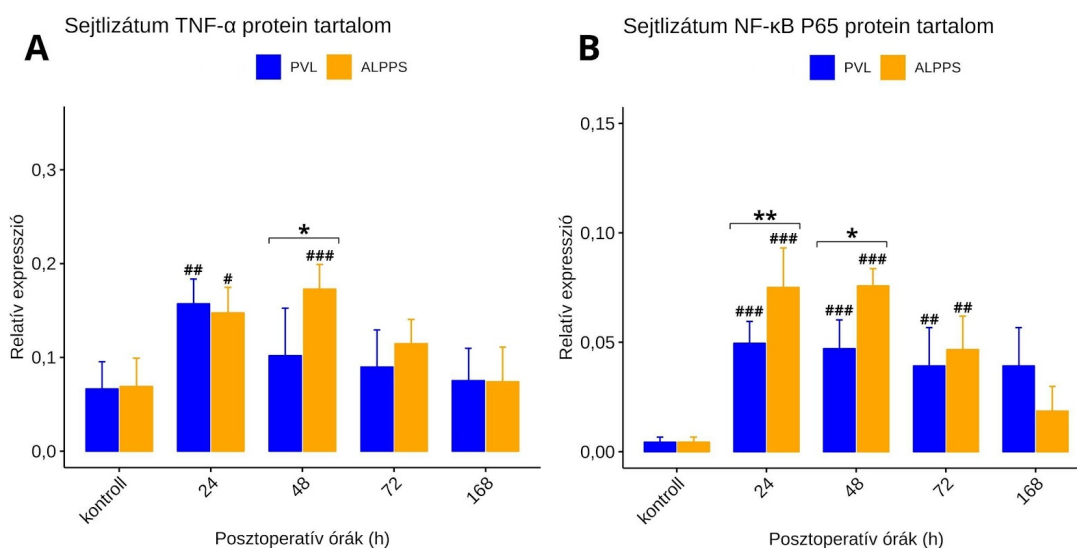 A
Sejtlizátum TNF-α protein tartalom
PVL ALPPS
Relatív expresszió
0,3
0,2
0,1
0,0
## # * ###
kontroll 24 48 72 168
Posztoperatív órák (h)
B
Sejtlizátum NF-κB P65 protein tartalom
PVL ALPPS
Relatív expresszió
0,15
0,10
0,05
0,00
** *
### ### ### ### ## ##
kontroll 24 48 72 168
Posztoperatív órák (h)